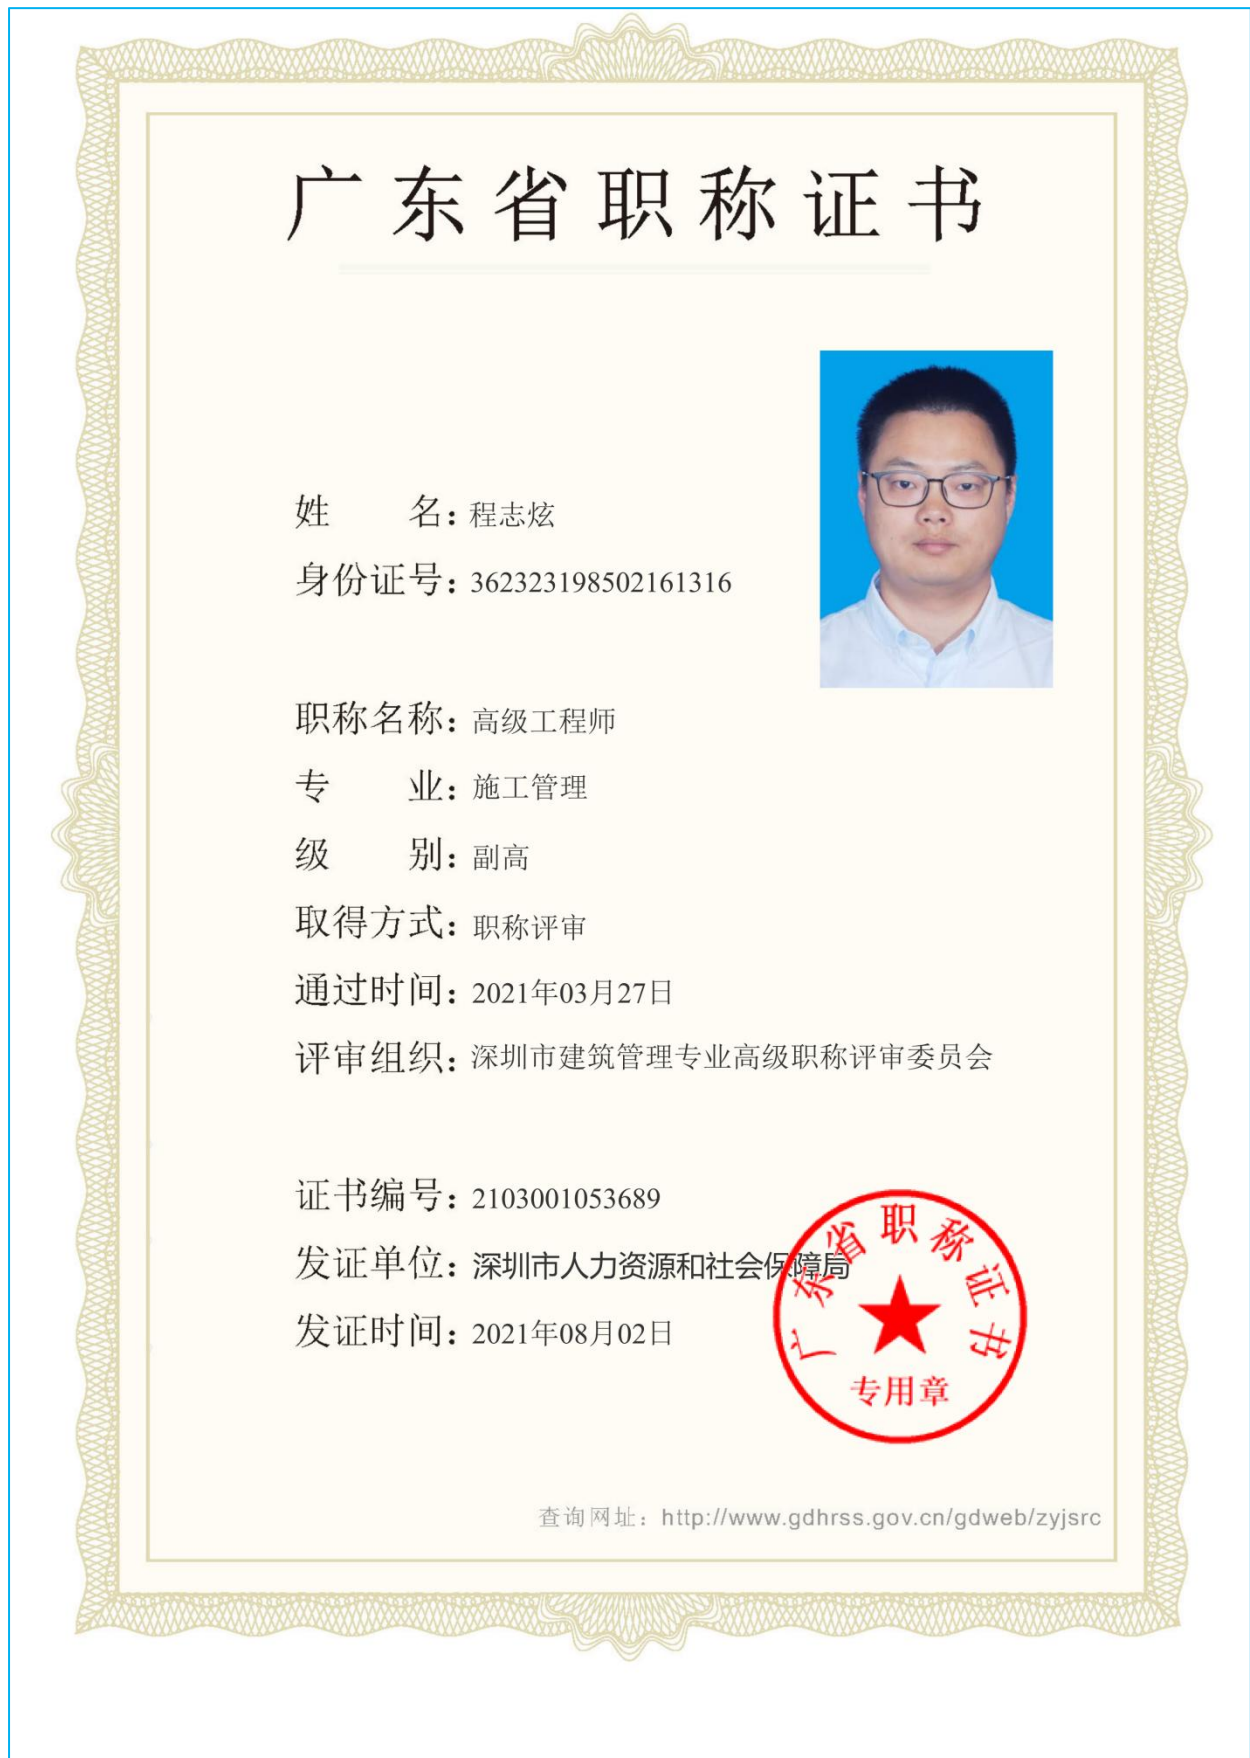 广东省职称证书
姓名：程志炫
身份证号：362323198502161316
职称名称：高级工程师
专业：施工管理
级别：副高
取得方式：职称评审
通过时间：2021年03月27日
评审组织：深圳市建筑管理专业高级职称评审委员会
证书编号：2103001053689
发证单位：深圳市人力资源和社会保障局
发证时间：2021年08月02日
广东省职称证书
专用章
查询网址：http://www.gdhrss.gov.cn/gdweb/zyjsrc